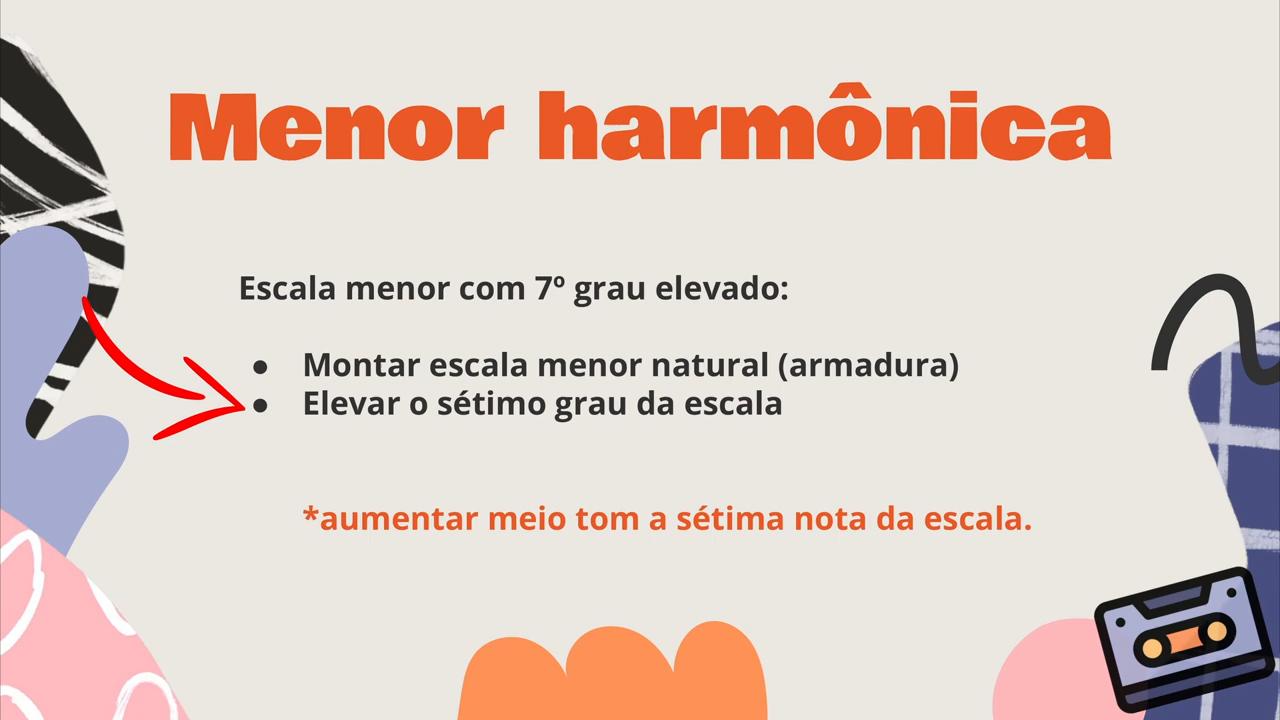 Menor harmônica
Escala menor com 7º grau elevado:
● Montar escala menor natural (armadura)
● Elevar o sétimo grau da escala
*aumentar meio tom a sétima nota da escala.